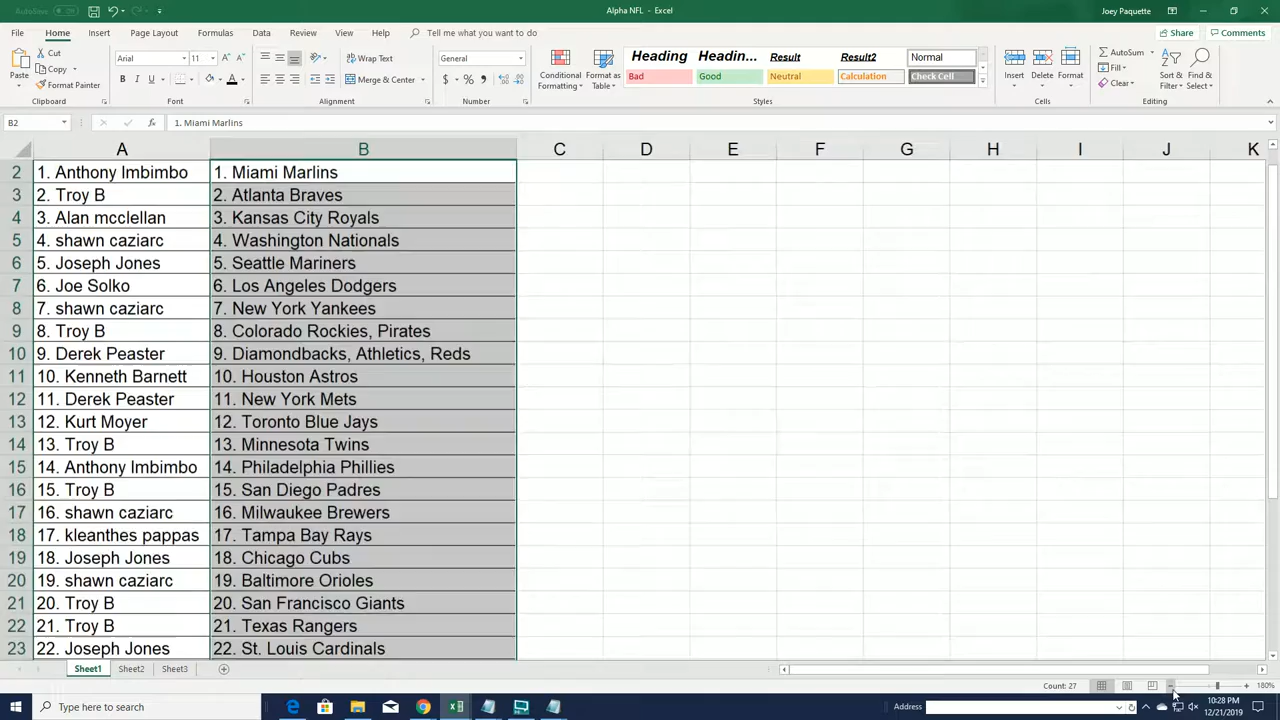 AutoSave Off
Alpha NFL - Excel
Joey Paquette
File Home Insert Page Layout Formulas Data Review View Help Tell me what you want to do
Share Comments
Paste Cut Copy Format Painter
Arial 11
B I U
Wrap Text
Merge & Center
General
$ % ,
Conditional Formatting Format as Table
Heading Headin... Result Result2 Normal
Bad Good Neutral Calculation Check Cell
Insert Delete Format
AutoSum Fill Clear
Sort & Filter Find & Select
Clipboard Font Alignment Number Styles Cells Editing
B2 fx 1. Miami Marlins
A B C D E F G H I J K
2 1. Anthony Imbimbo 1. Miami Marlins
3 2. Troy B 2. Atlanta Braves
4 3. Alan mcclellan 3. Kansas City Royals
5 4. shawn caziarc 4. Washington Nationals
6 5. Joseph Jones 5. Seattle Mariners
7 6. Joe Solko 6. Los Angeles Dodgers
8 7. shawn caziarc 7. New York Yankees
9 8. Troy B 8. Colorado Rockies, Pirates
10 9. Derek Peaster 9. Diamondbacks, Athletics, Reds
11 10. Kenneth Barnett 10. Houston Astros
12 11. Derek Peaster 11. New York Mets
13 12. Kurt Moyer 12. Toronto Blue Jays
14 13. Troy B 13. Minnesota Twins
15 14. Anthony Imbimbo 14. Philadelphia Phillies
16 15. Troy B 15. San Diego Padres
17 16. shawn caziarc 16. Milwaukee Brewers
18 17. kleanthes pappas 17. Tampa Bay Rays
19 18. Joseph Jones 18. Chicago Cubs
20 19. shawn caziarc 19. Baltimore Orioles
21 20. Troy B 20. San Francisco Giants
22 21. Troy B 21. Texas Rangers
23 22. Joseph Jones 22. St. Louis Cardinals
Sheet1 Sheet2 Sheet3
Count: 27 180%
Type here to search
Address
10:28 PM
12/21/2019